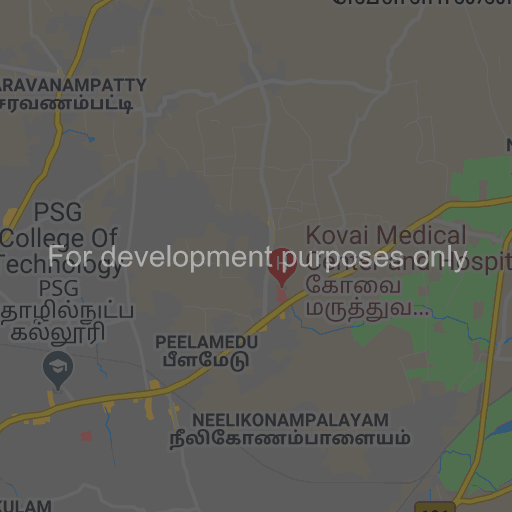 ARAVANAMPATTY
சரவணம்பட்டி
PSG
College Of
Technology
PSG
தொழில்நுட்ப
கல்லூரி
Kovai Medical
Center and Hospit
கோவை
மருத்துவ...
For development purposes only
PEELAMEDU
பீளமேடு
NEELIKONAMPALAYAM
நீலிகோணம்பாளையம்
KULAM